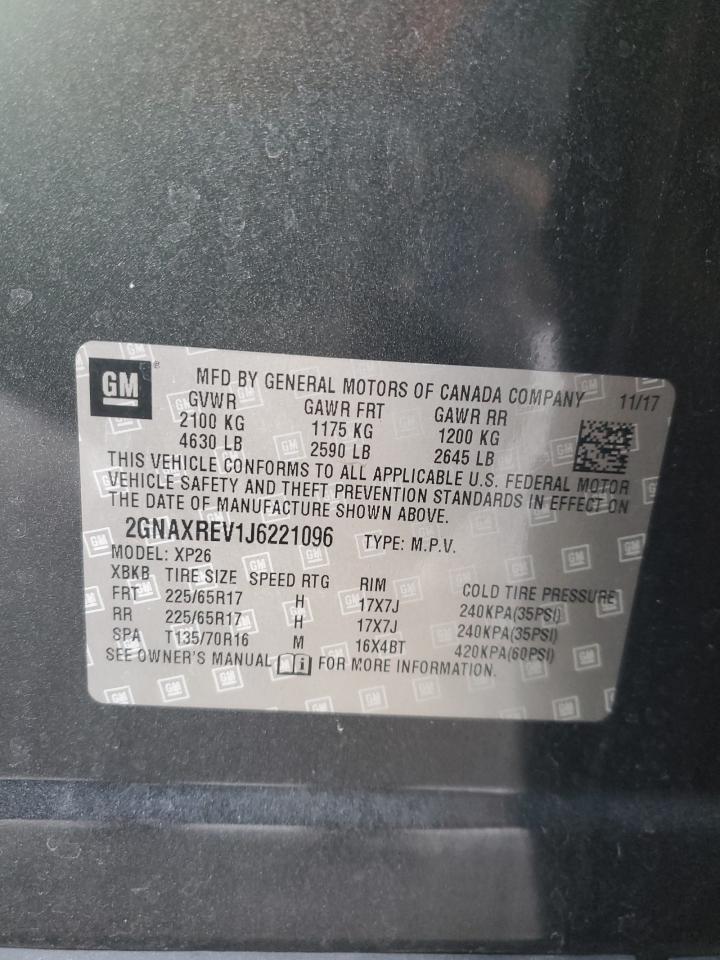 GM ®
MFD BY GENERAL MOTORS OF CANADA COMPANY 11/17
GVWR GAWR FRT GAWR RR
2100 KG 1175 KG 1200 KG
4630 LB 2590 LB 2645 LB
THIS VEHICLE CONFORMS TO ALL APPLICABLE U.S. FEDERAL MOTOR
VEHICLE SAFETY AND THEFT PREVENTION STANDARDS IN EFFECT ON
THE DATE OF MANUFACTURE SHOWN ABOVE.
2GNAXREV1J6221096 TYPE: M.P.V.
MODEL: XP26
XBKB TIRE SIZE SPEED RTG RIM COLD TIRE PRESSURE
FRT 225/65R17 H 17X7J 240KPA(35PSI)
RR 225/65R17 H 17X7J 240KPA(35PSI)
SPA T135/70R16 M 16X4BT 420KPA(60PSI)
SEE OWNER'S MANUAL i FOR MORE INFORMATION.